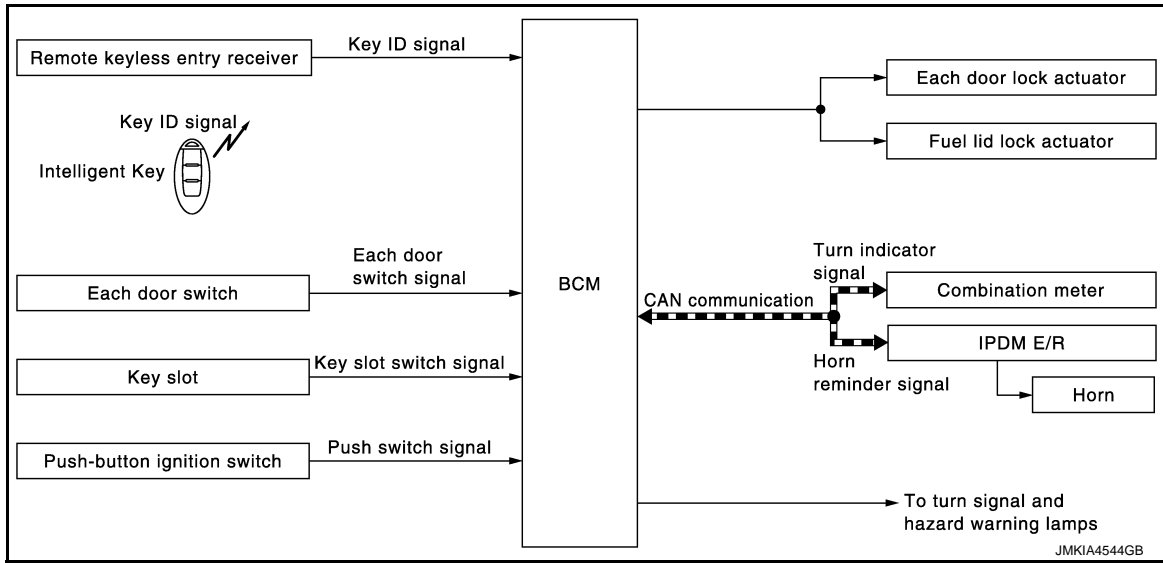 Remote keyless entry receiver
Key ID signal
Key ID signal
Intelligent Key
Each door
switch signal
Each door switch
Key slot switch signal
Key slot
Push switch signal
Push-button ignition switch
BCM
Each door lock actuator
Fuel lid lock actuator
Turn indicator
signal
CAN communication
Combination meter
IPDM E/R
Horn
reminder signal
Horn
To turn signal and
hazard warning lamps
JMKIA4544GB